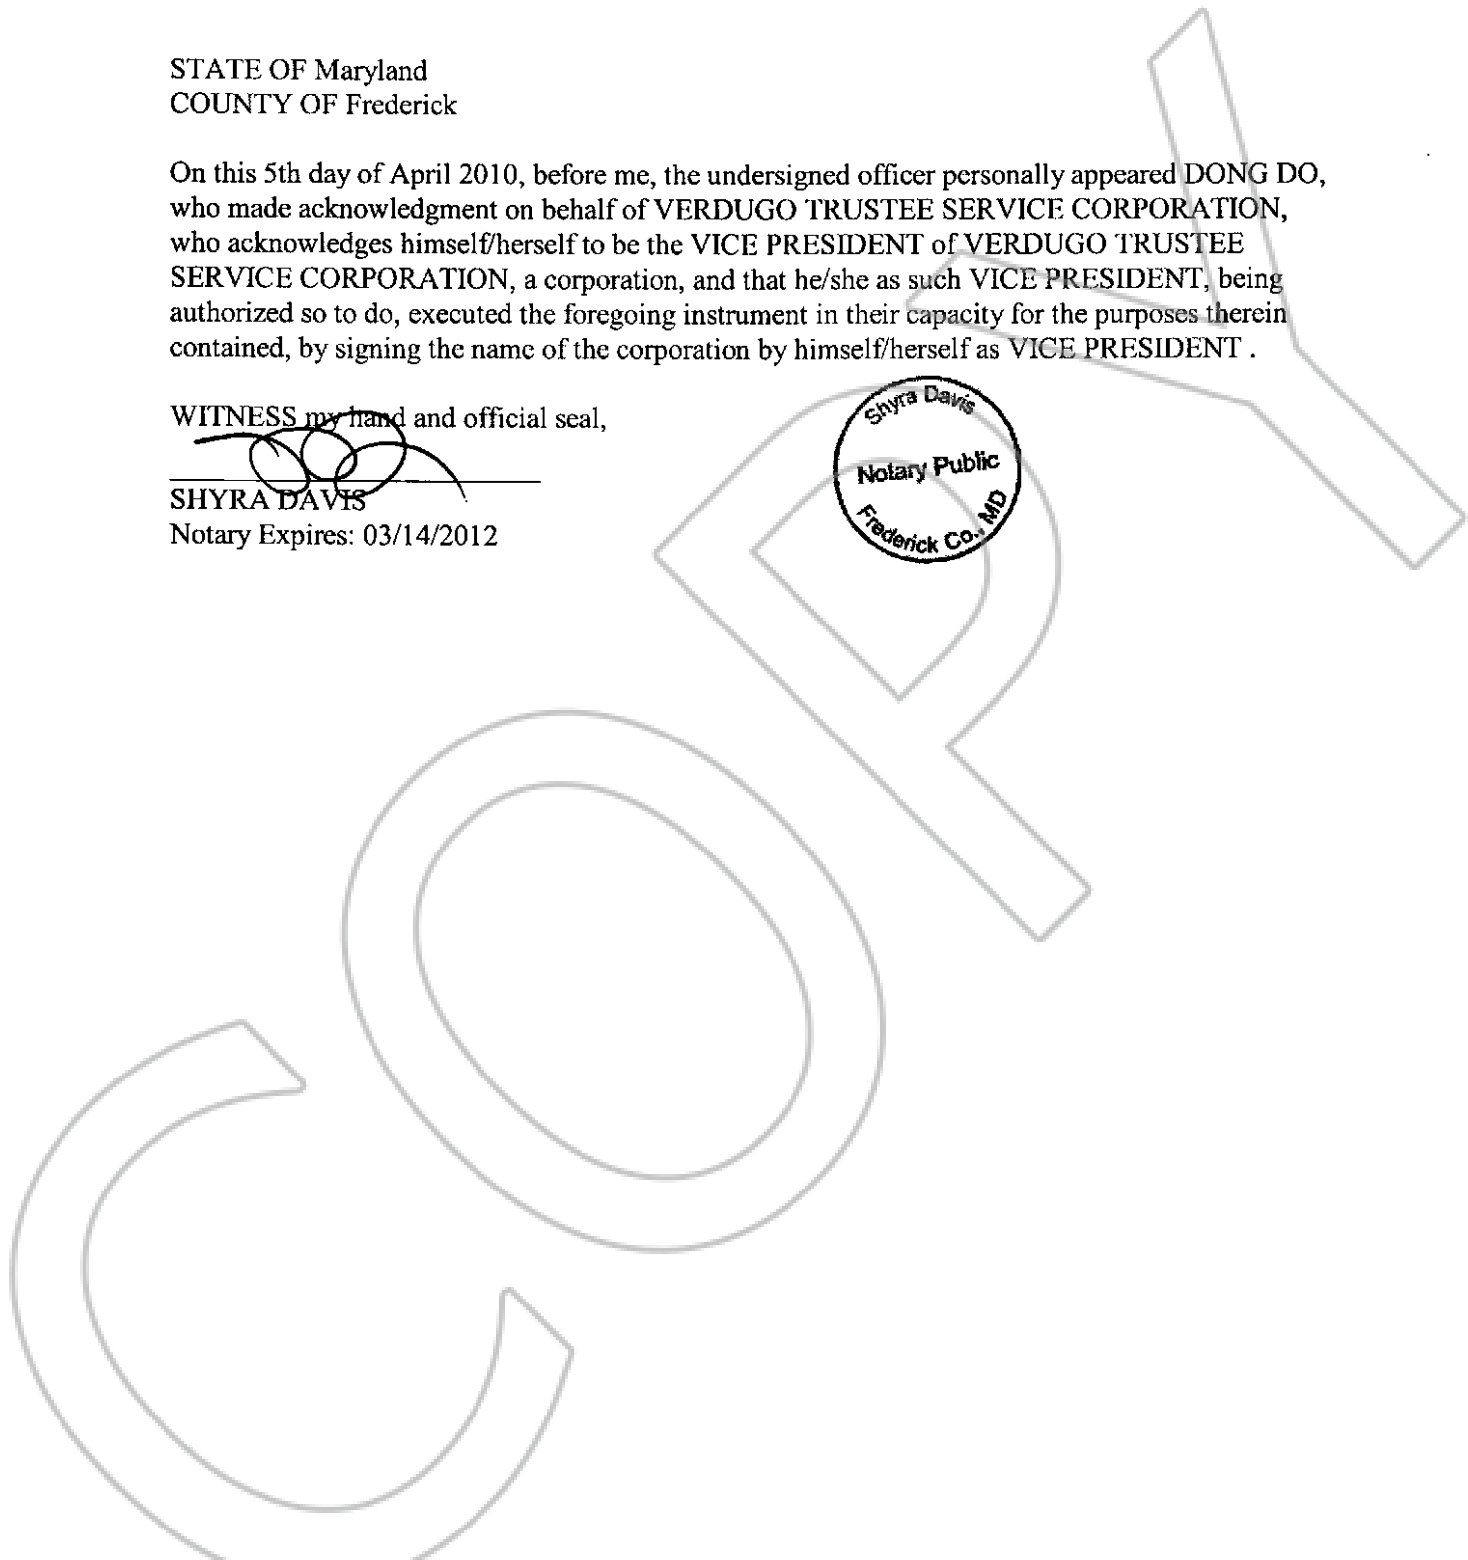 STATE OF Maryland
COUNTY OF Frederick
On this 5th day of April 2010, before me, the undersigned officer personally appeared DONG DO,
who made acknowledgment on behalf of VERDUGO TRUSTEE SERVICE CORPORATION,
who acknowledges himself/herself to be the VICE PRESIDENT of VERDUGO TRUSTEE
SERVICE CORPORATION, a corporation, and that he/she as such VICE PRESIDENT, being
authorized so to do, executed the foregoing instrument in their capacity for the purposes therein
contained, by signing the name of the corporation by himself/herself as VICE PRESIDENT .
WITNESS my hand and official seal,
SHYRA DAVIS
Notary Expires: 03/14/2012
Shyra Davis
Notary Public
Frederick Co., MD
COPY